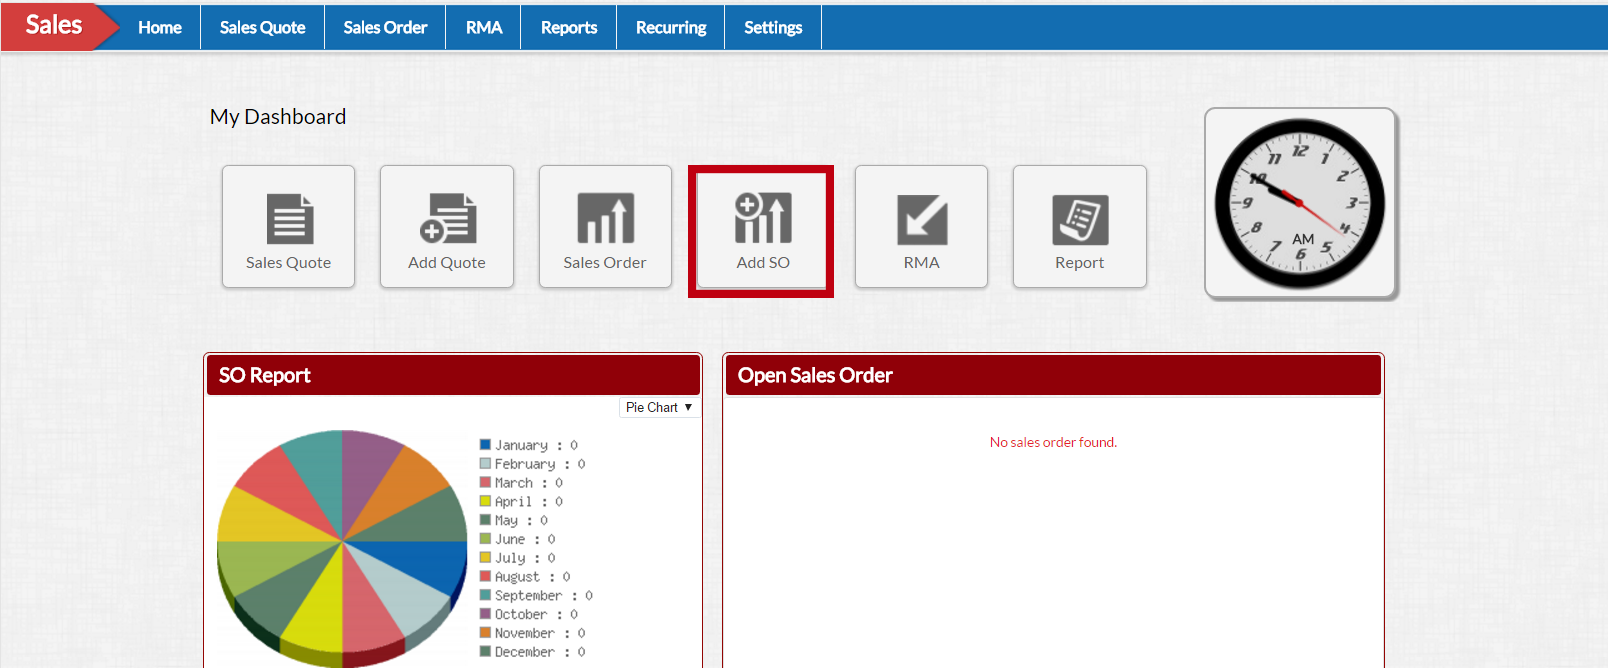 Sales Home Sales Quote Sales Order RMA Reports Recurring Settings
My Dashboard
Sales Quote Add Quote Sales Order Add SO RMA Report
12
1
2
3
4
5
6
7
8
9
10
11
AM
SO Report
Pie Chart ▼
January : 0
February : 0
March : 0
April : 0
May : 0
June : 0
July : 0
August : 0
September : 0
October : 0
November : 0
December : 0
Open Sales Order
No sales order found.